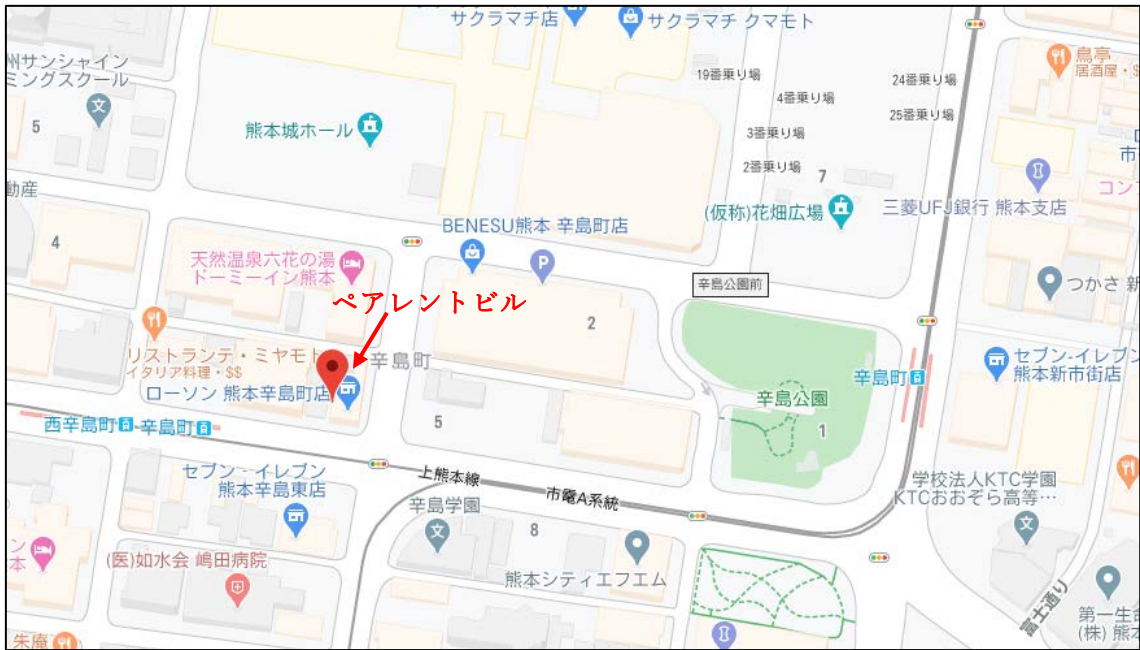 サクラマチ店
サクラマチ クマモト
州サンシャイン
ミングスクール
5
熊本城ホール
19番乗り場
4番乗り場
3番乗り場
2番乗り場
24番乗り場
25番乗り場
鳥亭
居酒屋・$
市
コン
7
(仮称)花畑広場
三菱UFJ銀行 熊本支店
動産
4
天然温泉六花の湯
ドーミーイン熊本
BENESU熊本 辛島町店
P
辛島公園前
つかさ 新
ペアレントビル
2
リストランテ・ミヤモト
イタリア料理・$$
辛島町
ローソン 熊本辛島町店
辛島町
セブン-イレブン
熊本新市街店
西辛島町
辛島町
5
辛島公園
1
上熊本線
市電A系統
セブン - イレブン
熊本辛島東店
辛島学園
8
学校法人KTC学園
KTCおおぞら高等…
(医)如水会 嶋田病院
熊本シティエフエム
ン
本
富士通り
第一生命
(株) 熊本
朱庵